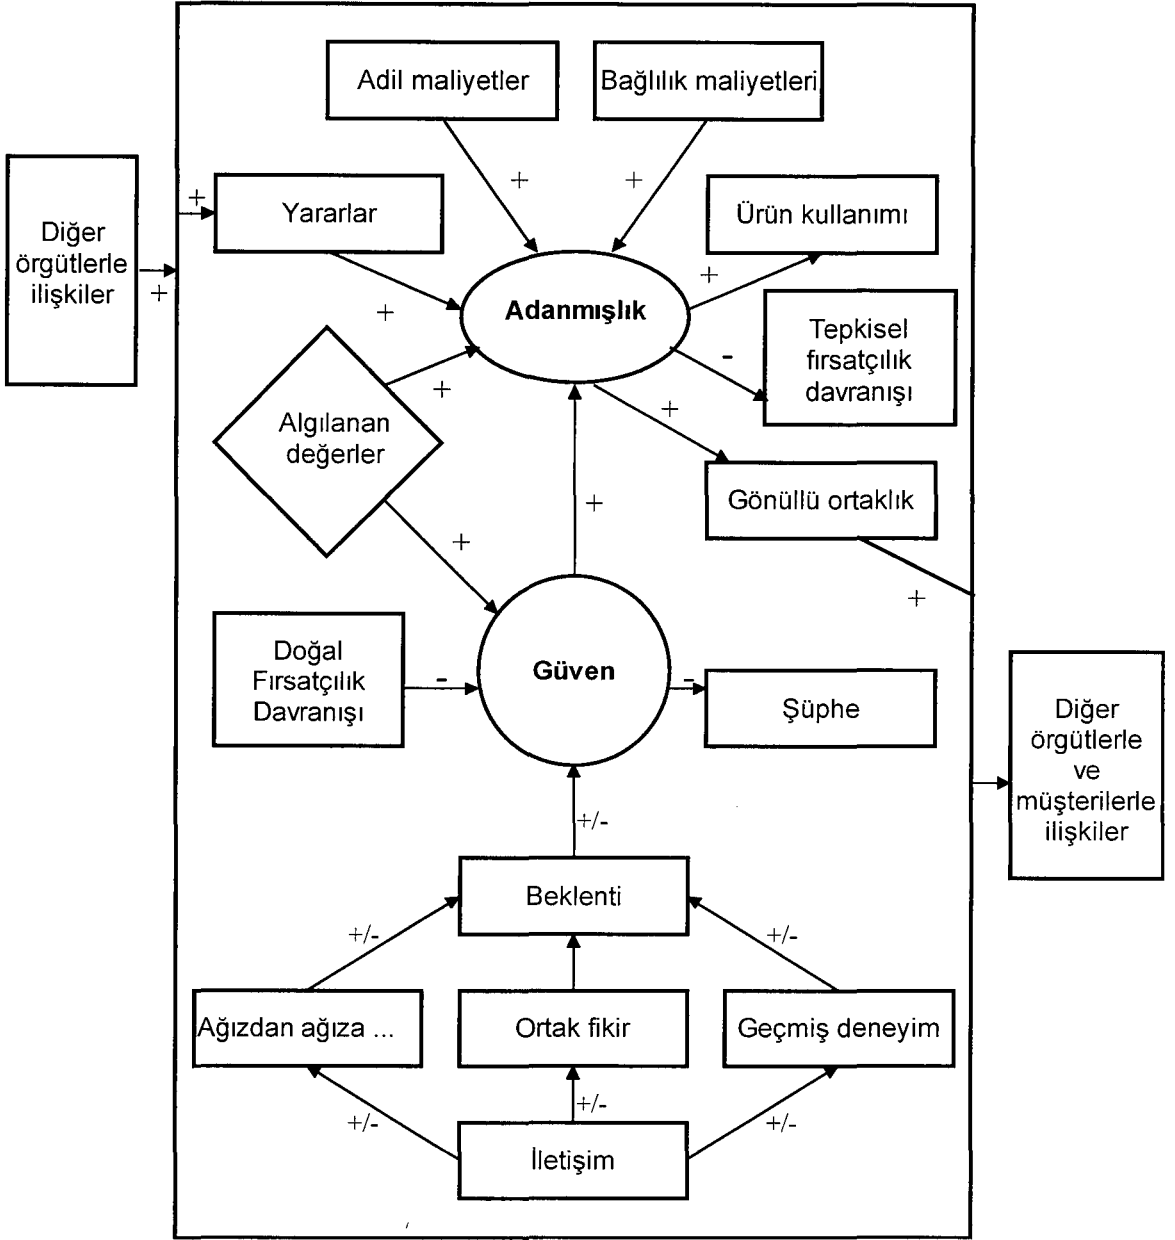 Adil maliyetler
Bağlılık maliyetleri
+
+
Diğer
örgütlerle
ilişkiler
+
+
Yararlar
Ürün kullanımı
+
Adanmışlık
+
Tepkisel
fırsatçılık
davranışı
-
+
+
Algılanan
değerler
+
Gönüllü ortaklık
+
+
+
Doğal
Fırsatçılık
Davranışı
-
Güven
-
Şüphe
Diğer
örgütlerle
ve
müşterilerle
ilişkiler
+/-
Beklenti
+/-
+/-
Ağızdan ağıza ...
Ortak fikir
Geçmiş deneyim
+/-
+/-
+/-
İletişim